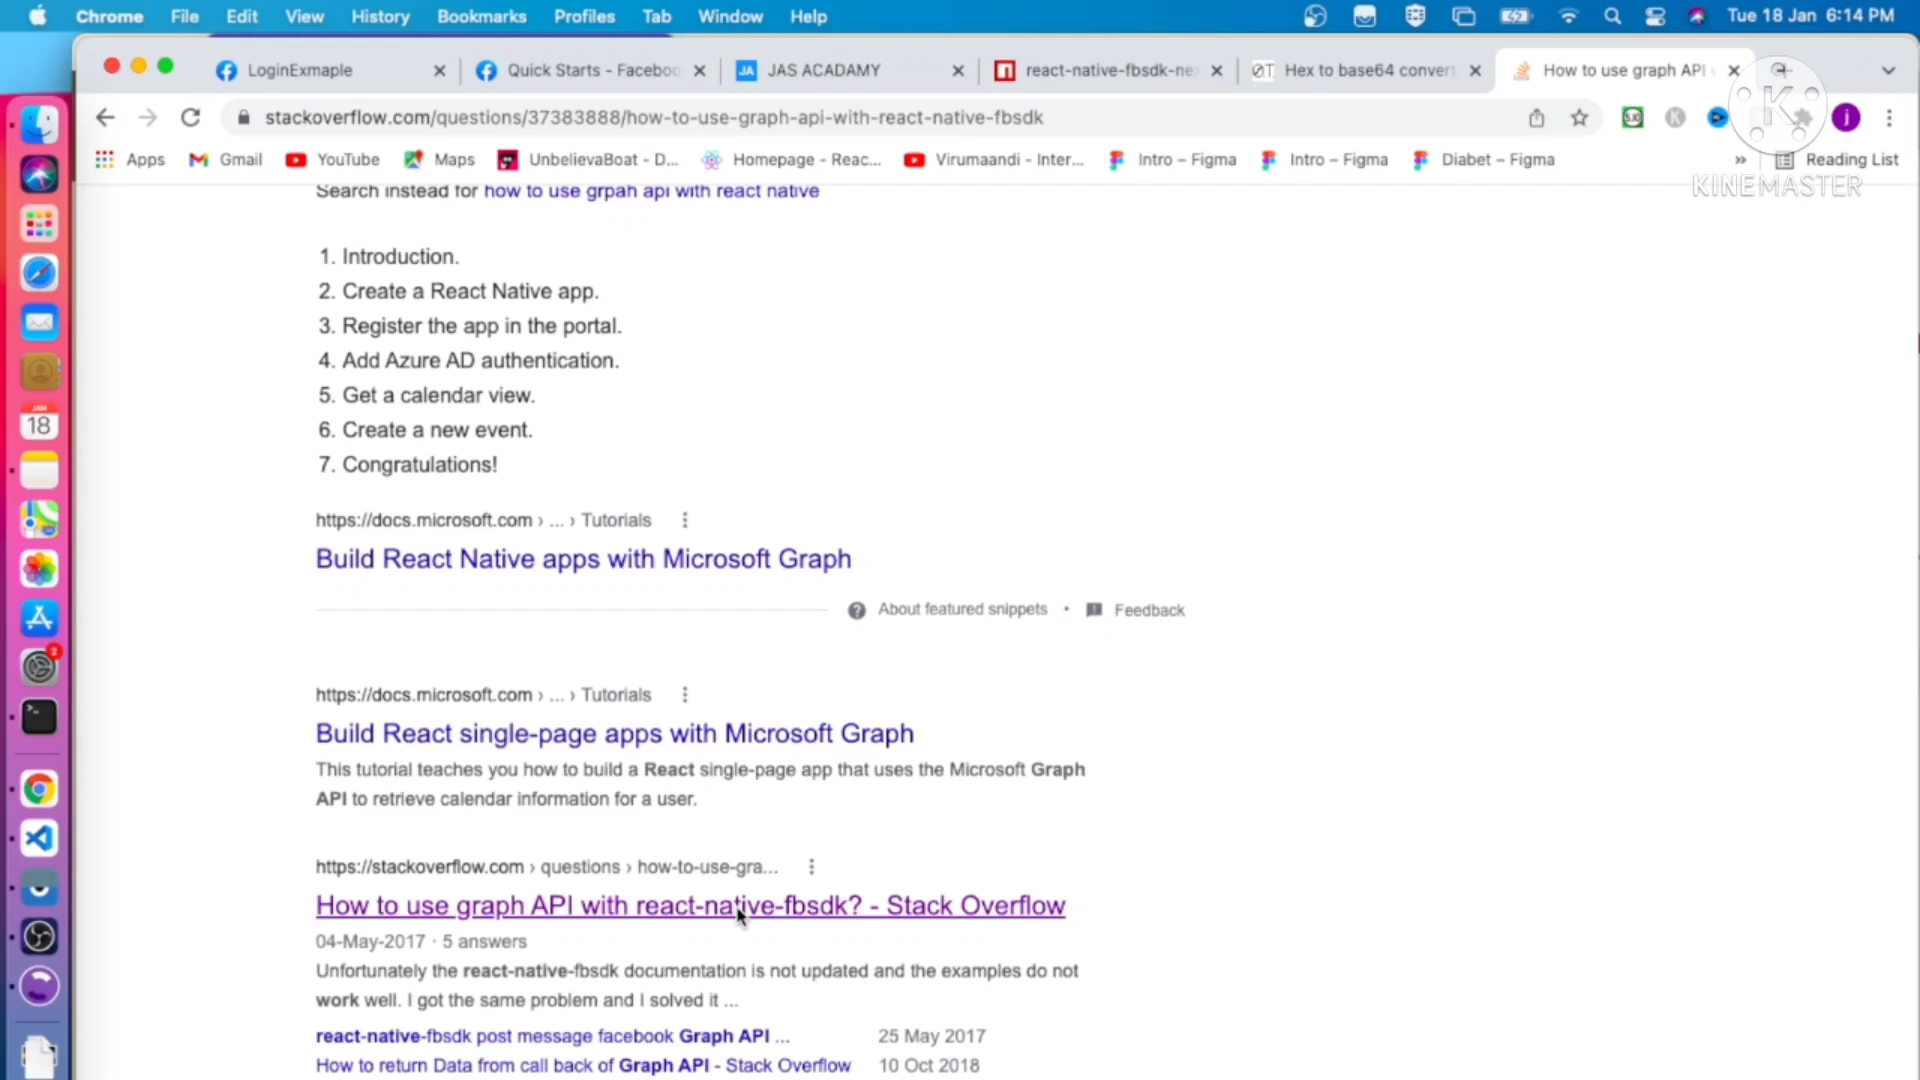 Chrome File Edit View History Bookmarks Profiles Tab Window Help Tue 18 Jan 6:14 PM
LoginExmaple Quick Starts - Faceboo JA JAS ACADAMY react-native-fbsdk-ne OT Hex to base64 convert How to use graph API
stackoverflow.com/questions/37383888/how-to-use-graph-api-with-react-native-fbsdk
K
j
Apps Gmail YouTube Maps UnbelievaBoat - D... Homepage - Reac... Virumaandi - Inter... Intro – Figma Intro – Figma Diabet – Figma » Reading List
KINEMASTER
Search instead for how to use grpah api with react native
1. Introduction.
2. Create a React Native app.
3. Register the app in the portal.
4. Add Azure AD authentication.
5. Get a calendar view.
6. Create a new event.
7. Congratulations!
https://docs.microsoft.com › ... › Tutorials
Build React Native apps with Microsoft Graph
About featured snippets • Feedback
https://docs.microsoft.com › ... › Tutorials
Build React single-page apps with Microsoft Graph
This tutorial teaches you how to build a React single-page app that uses the Microsoft Graph
API to retrieve calendar information for a user.
https://stackoverflow.com › questions › how-to-use-gra...
How to use graph API with react-native-fbsdk? - Stack Overflow
04-May-2017 · 5 answers
Unfortunately the react-native-fbsdk documentation is not updated and the examples do not
work well. I got the same problem and I solved it ...
react-native-fbsdk post message facebook Graph API ... 25 May 2017
How to return Data from call back of Graph API - Stack Overflow 10 Oct 2018
JAN
18
2